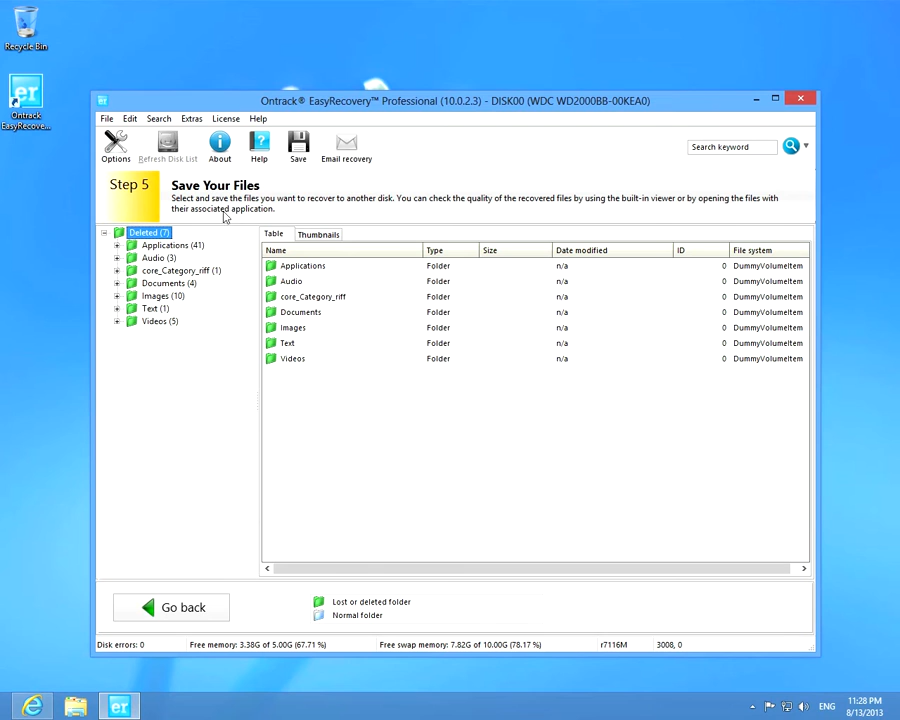 Recycle Bin
er
Ontrack
EasyRecove...
er
Ontrack® EasyRecovery™ Professional (10.0.2.3) - DISK00 (WDC WD2000BB-00KEA0)
File Edit Search Extras License Help
Options Refresh Disk List About Help Save Email recovery
Search keyword
Step 5
Save Your Files
Select and save the files you want to recover to another disk. You can check the quality of the recovered files by using the built-in viewer or by opening the files with
their associated application.
Deleted (7)
Applications (41)
Audio (3)
core_Category_riff (1)
Documents (4)
Images (10)
Text (1)
Videos (5)
Table Thumbnails
Name Type Size Date modified ID File system
Applications Folder n/a 0 DummyVolumeItem
Audio Folder n/a 0 DummyVolumeItem
core_Category_riff Folder n/a 0 DummyVolumeItem
Documents Folder n/a 0 DummyVolumeItem
Images Folder n/a 0 DummyVolumeItem
Text Folder n/a 0 DummyVolumeItem
Videos Folder n/a 0 DummyVolumeItem
Go back
Lost or deleted folder
Normal folder
Disk errors: 0 Free memory: 3.38G of 5.00G (67.71 %) Free swap memory: 7.82G of 10.00G (78.17 %) r7116M 3008, 0
er
ENG
11:28 PM
8/13/2013